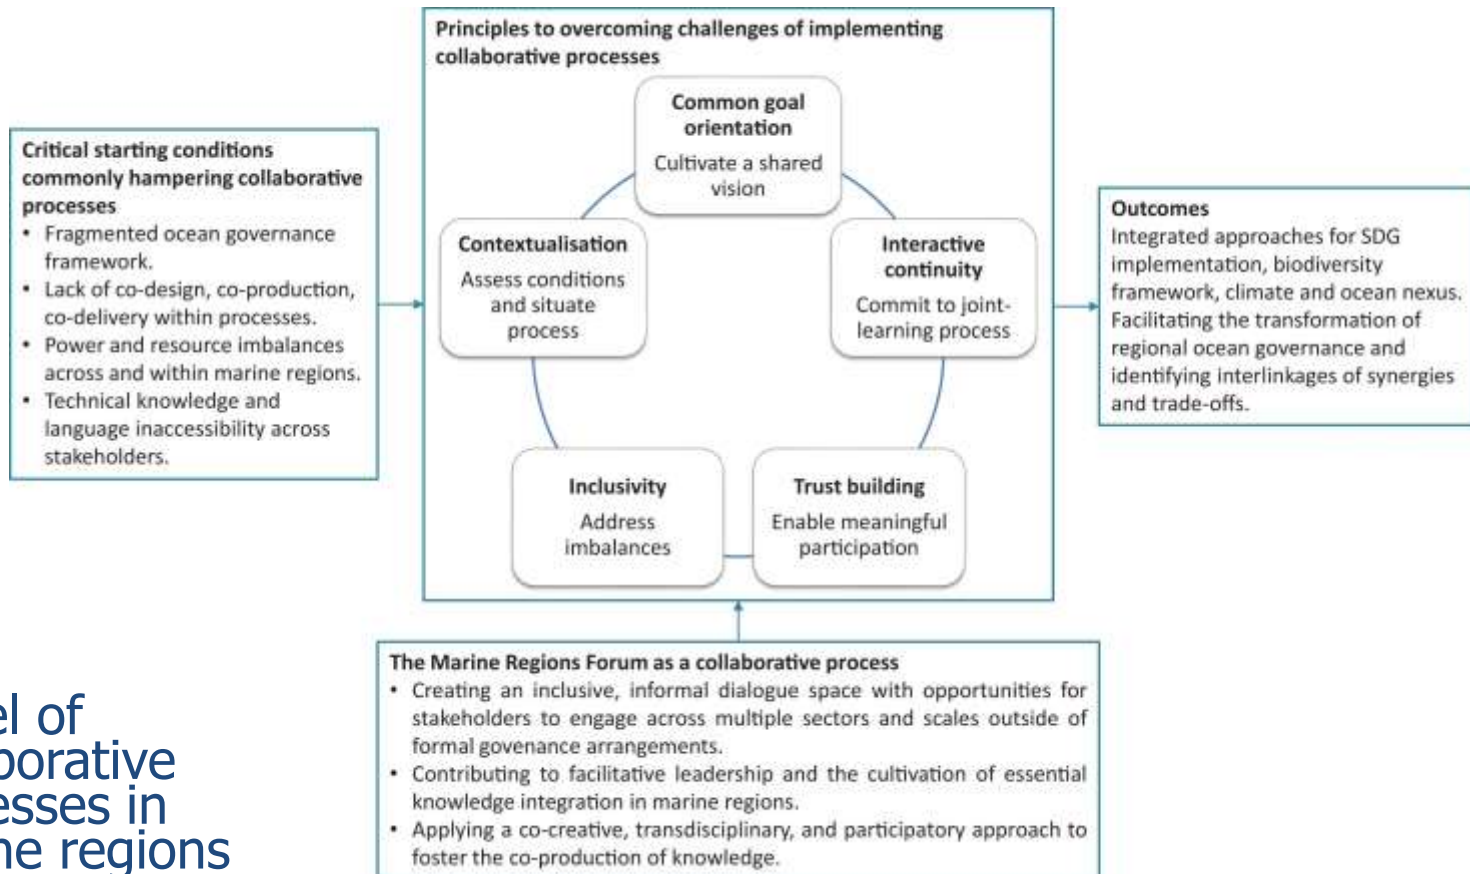 Principles to overcoming challenges of implementing
collaborative processes
Common goal
orientation
Cultivate a shared
vision
Critical starting conditions
commonly hampering collaborative
processes
• Fragmented ocean governance
framework.
• Lack of co-design, co-production,
co-delivery within processes.
• Power and resource imbalances
across and within marine regions.
• Technical knowledge and
language inaccessibility across
stakeholders.
Contextualisation
Assess conditions
and situate
process
Interactive
continuity
Commit to joint-
learning process
Outcomes
Integrated approaches for SDG
implementation, biodiversity
framework, climate and ocean nexus.
Facilitating the transformation of
regional ocean governance and
identifying interlinkages of synergies
and trade-offs.
Inclusivity
Address
imbalances
Trust building
Enable meaningful
participation
The Marine Regions Forum as a collaborative process
• Creating an inclusive, informal dialogue space with opportunities for
stakeholders to engage across multiple sectors and scales outside of
formal govenance arrangements.
• Contributing to facilitative leadership and the cultivation of essential
knowledge integration in marine regions.
• Applying a co-creative, transdisciplinary, and participatory approach to
foster the co-production of knowledge.
el of
borative
esses in
ne regions